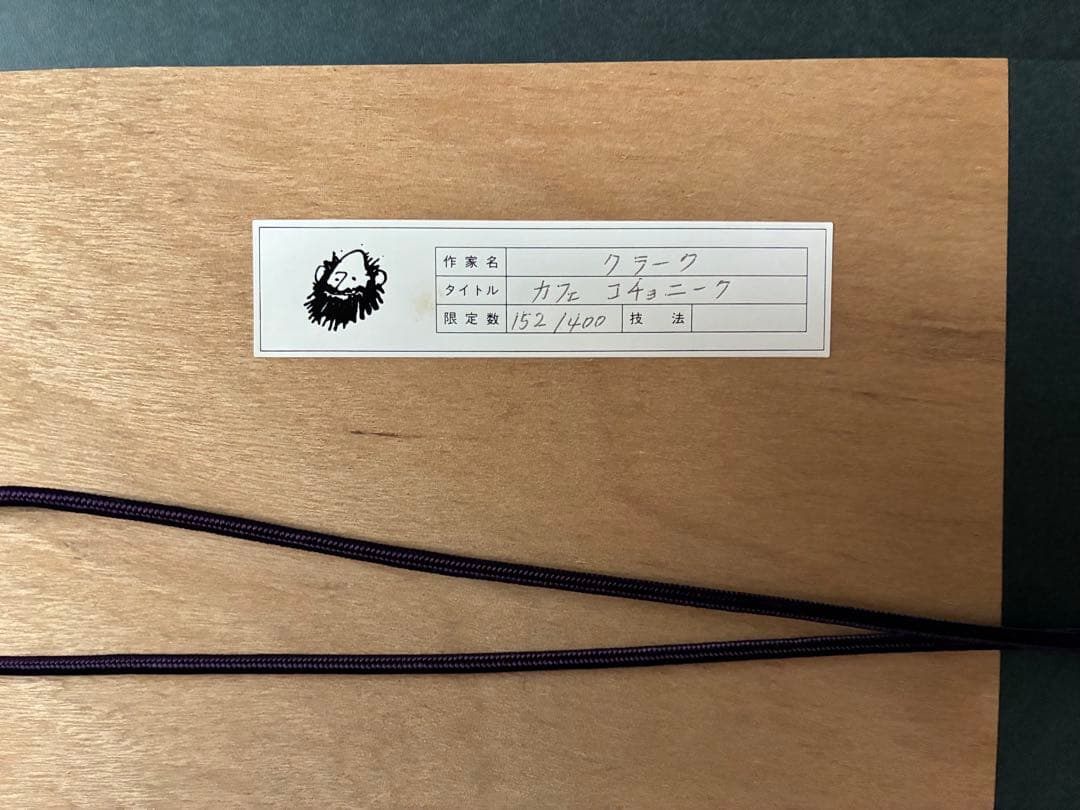 作家名 クラーク
タイトル カフェ コチョニーク
限定数 152/400 技法